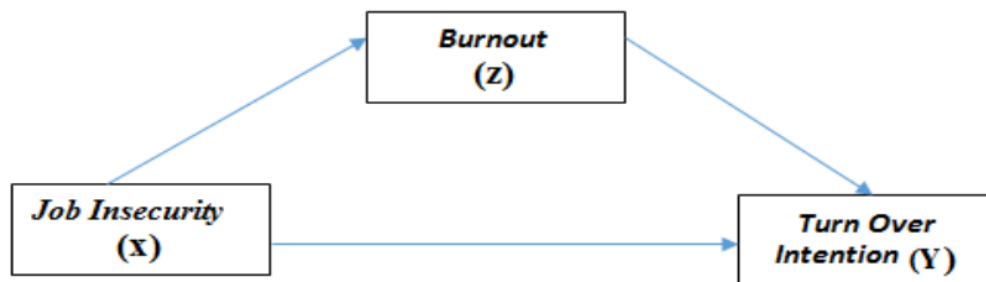 Burnout
(z)
Job Insecurity
(x)
Turn Over
Intention (Y)